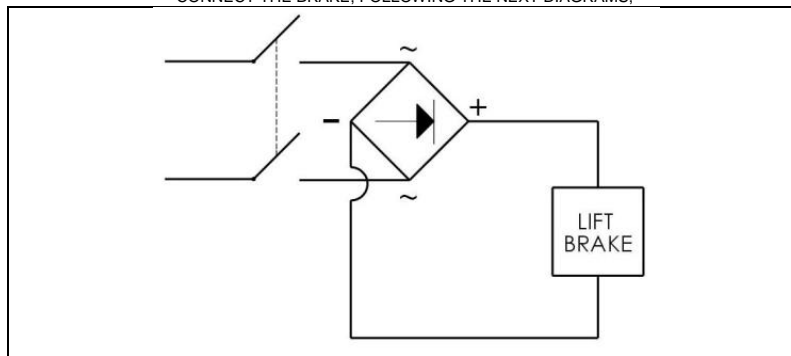 CONNECT THE BRAKE, FOLLOWING THE NEXT DIAGRAMS,
~
-
+
~
LIFT
BRAKE